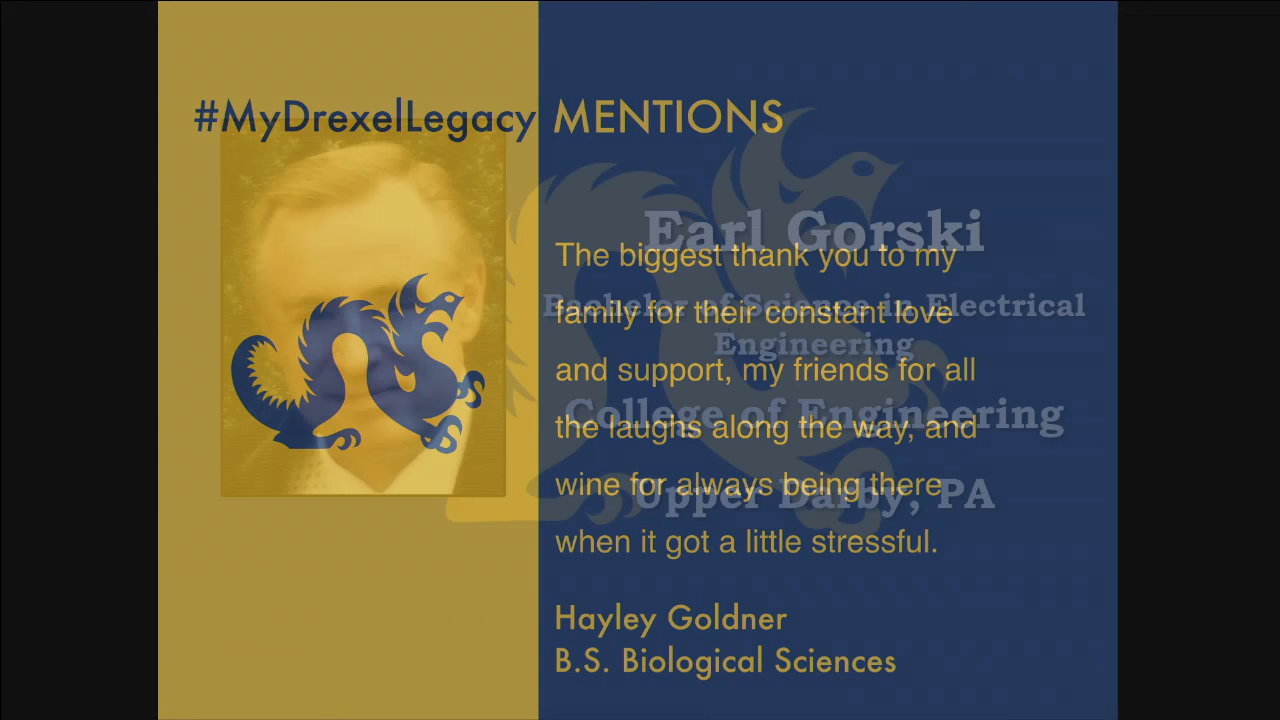 #MyDrexelLegacy MENTIONS
Earl Gorski
The biggest thank you to my
Bachelor of Science in Electrical
family for their constant love
Engineering
and support, my friends for all
College of Engineering
the laughs along the way, and
wine for always being there
Upper Darby, PA
when it got a little stressful.
Hayley Goldner
B.S. Biological Sciences